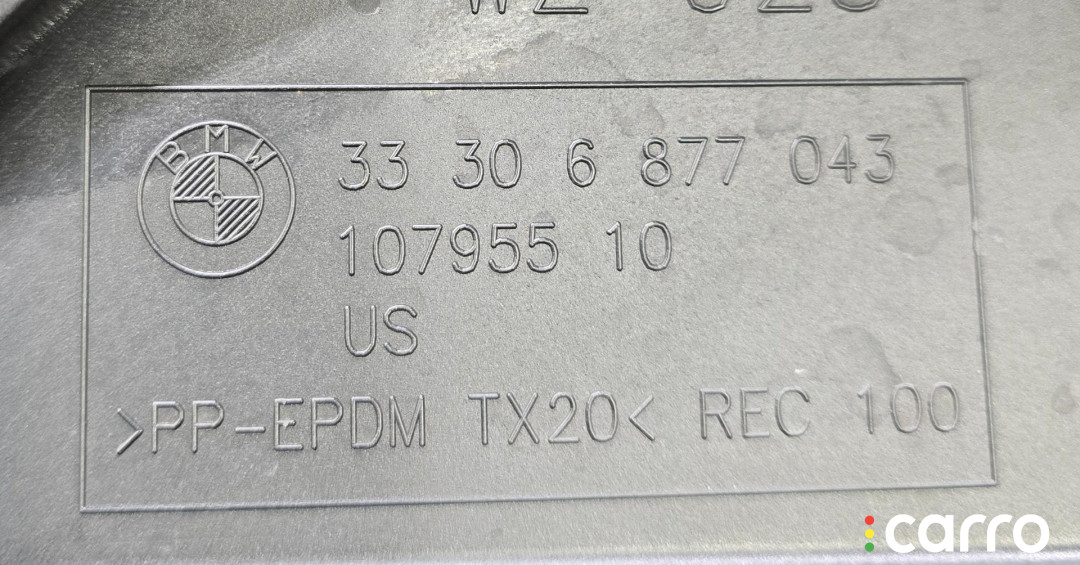 BMW
33 30 6 877 043
107955 10
US
>PP-EPDM TX20< REC 100
carro